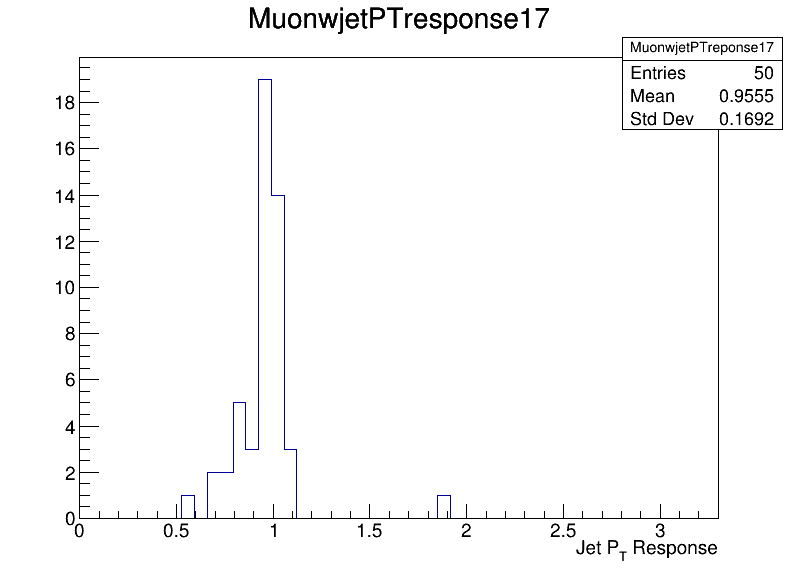 MuonwjetPTresponse17
MuonwjetPTreponse17
Entries 50
Mean 0.9555
Std Dev 0.1692
18
16
14
12
10
8
6
4
2
0
0 0.5 1 1.5 2 2.5 3
Jet PT Response